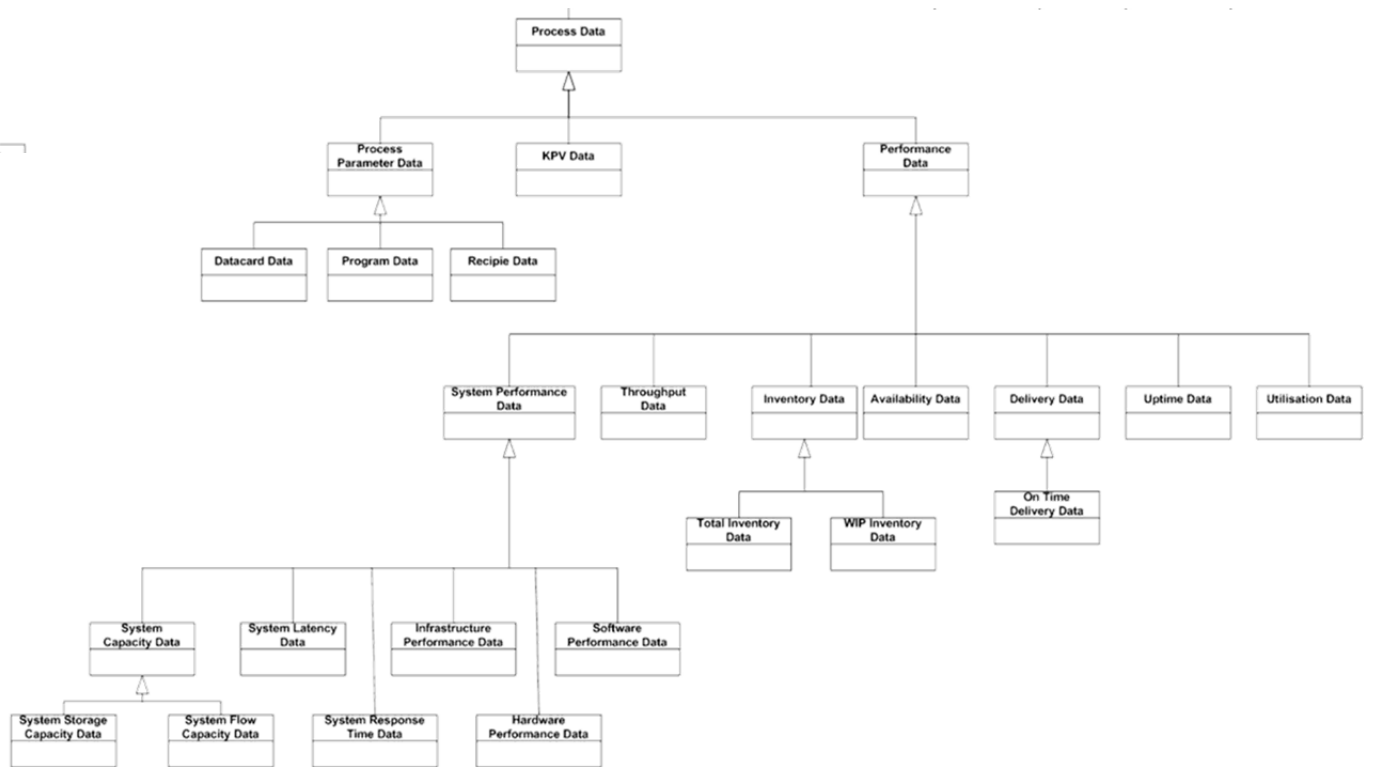 Process Data
Process
Parameter Data
KPV Data
Performance
Data
Datacard Data
Program Data
Recipie Data
System Performance
Data
Throughput
Data
Inventory Data
Availability Data
Delivery Data
Uptime Data
Utilisation Data
On Time
Delivery Data
Total Inventory
Data
WIP Inventory
Data
System
Capacity Data
System Latency
Data
Infrastructure
Performance Data
Software
Performance Data
System Storage
Capacity Data
System Flow
Capacity Data
System Response
Time Data
Hardware
Performance Data